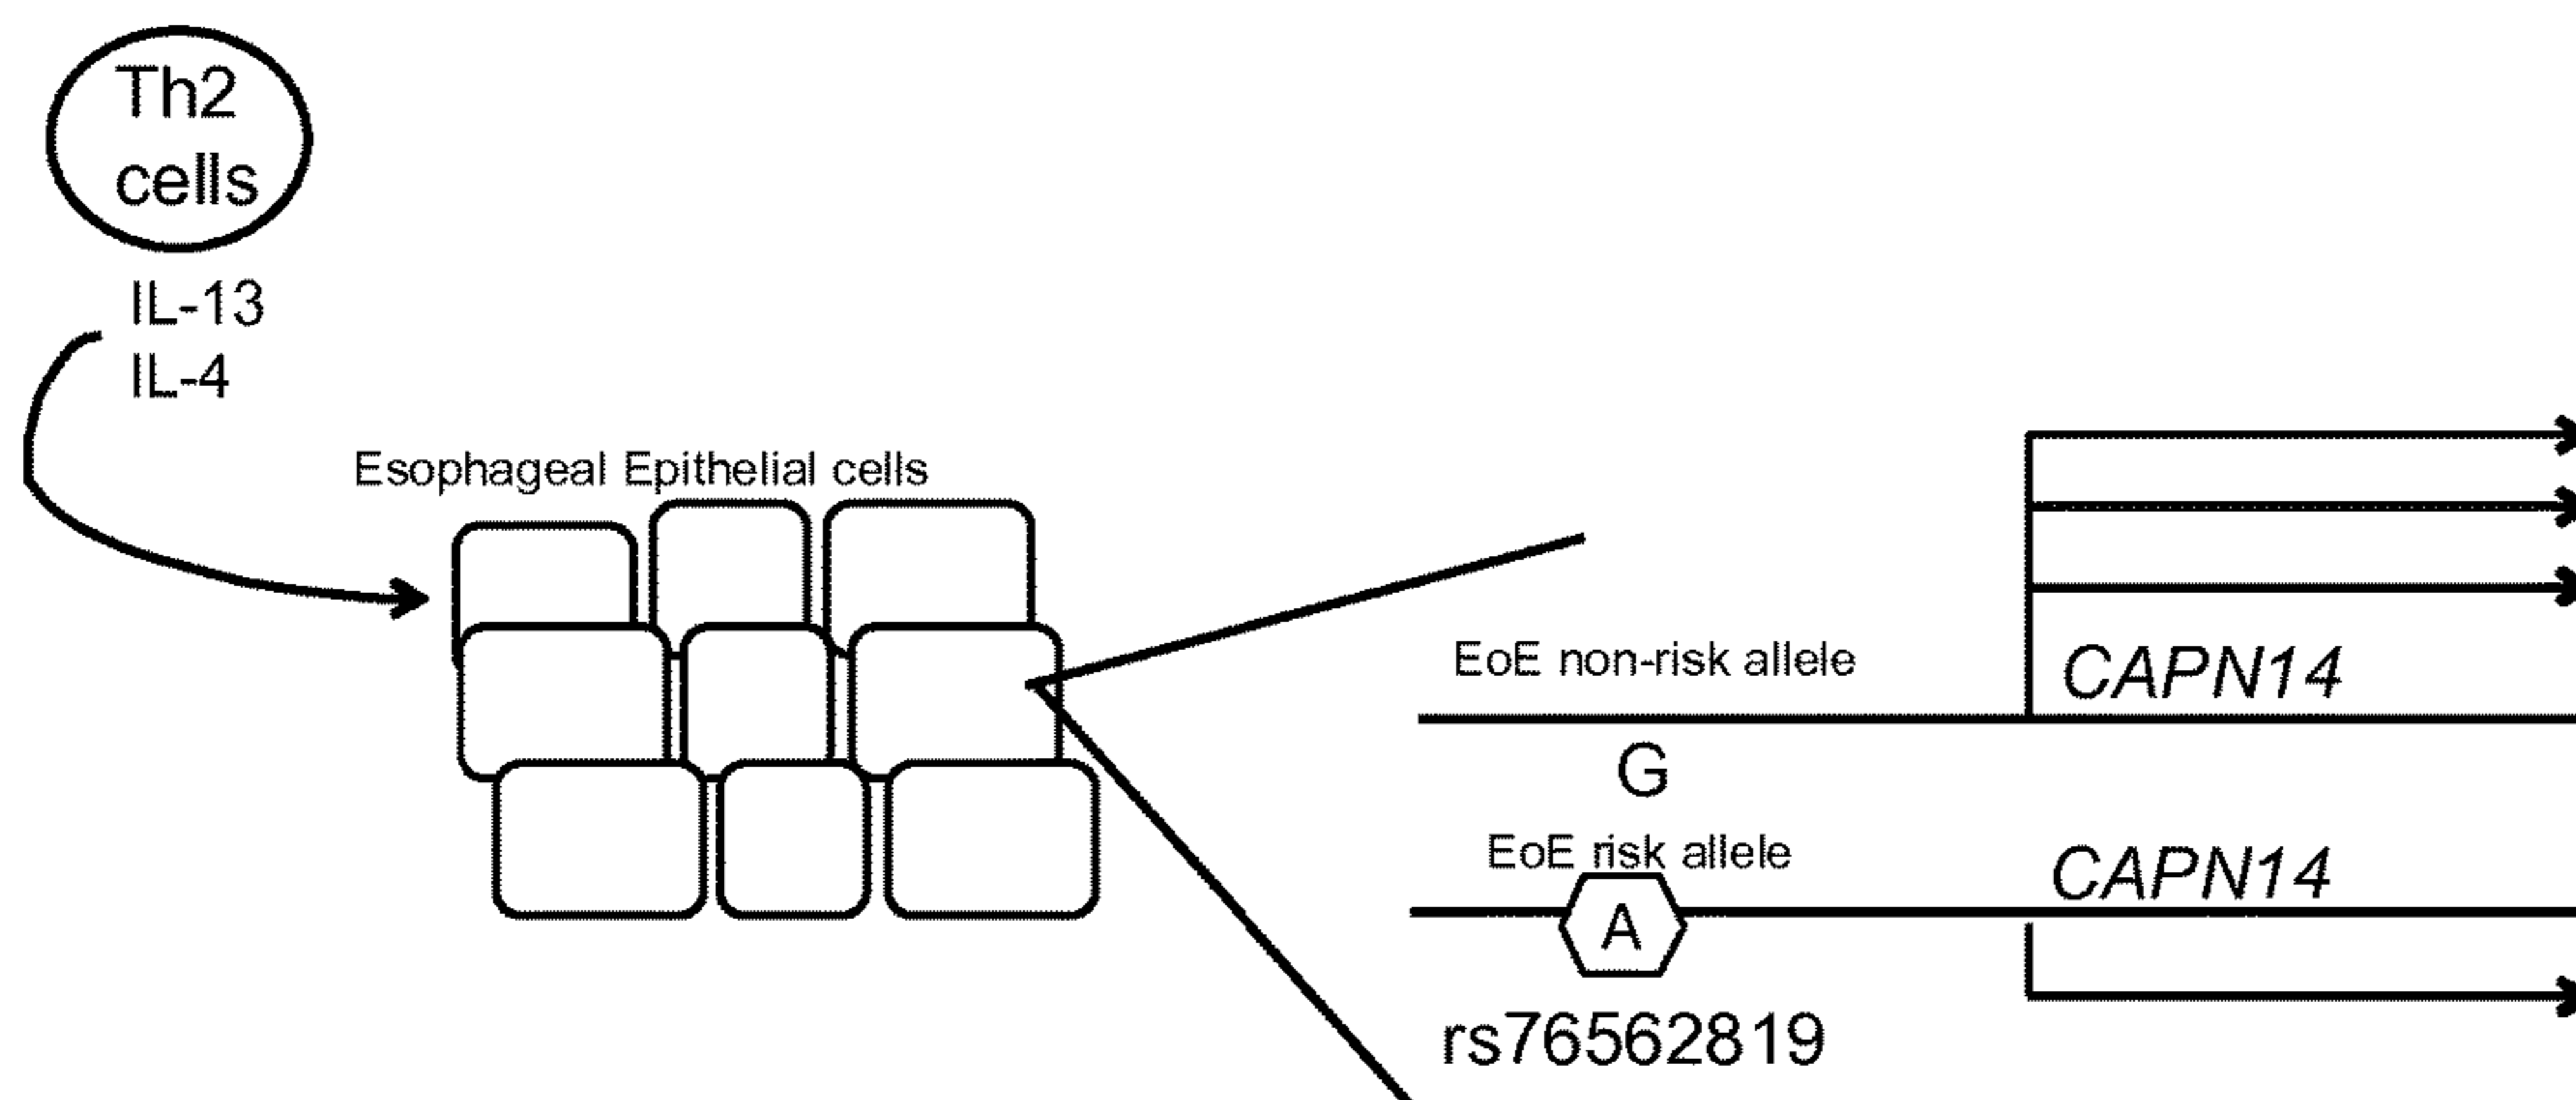 Th2
cells
IL-13
IL-4
Esophageal Epithelial cells
EoE non-risk allele
CAPN14
G
EoE risk allele
CAPN14
A
rs76562819